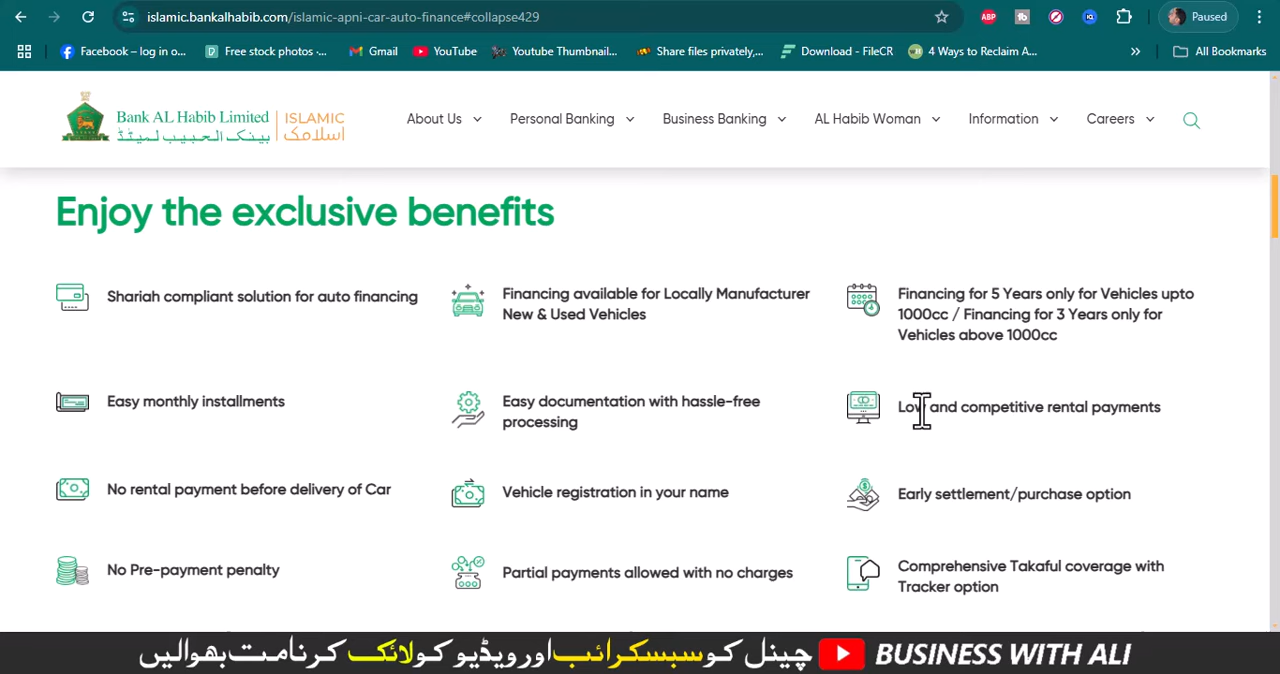 islamic.bankalhabib.com/islamic-apni-car-auto-finance#collapse429
ABP
Paused
Facebook – log in o...
Free stock photos ·...
Gmail
YouTube
Youtube Thumbnail...
Share files privately,...
Download - FileCR
4 Ways to Reclaim A...
»
All Bookmarks
Bank AL Habib Limited
بینک الحبیب لمیٹڈ
ISLAMIC
اسلامک
About Us
Personal Banking
Business Banking
AL Habib Woman
Information
Careers
Enjoy the exclusive benefits
Shariah compliant solution for auto financing
Financing available for Locally Manufacturer
New & Used Vehicles
Financing for 5 Years only for Vehicles upto
1000cc / Financing for 3 Years only for
Vehicles above 1000cc
Easy monthly installments
Easy documentation with hassle-free
processing
Low and competitive rental payments
No rental payment before delivery of Car
Vehicle registration in your name
Early settlement/purchase option
No Pre-payment penalty
Partial payments allowed with no charges
Comprehensive Takaful coverage with
Tracker option
چینل کو سبسکرائب اور ویڈیو کو لائک کرنا مت بھوالیں
BUSINESS WITH ALI